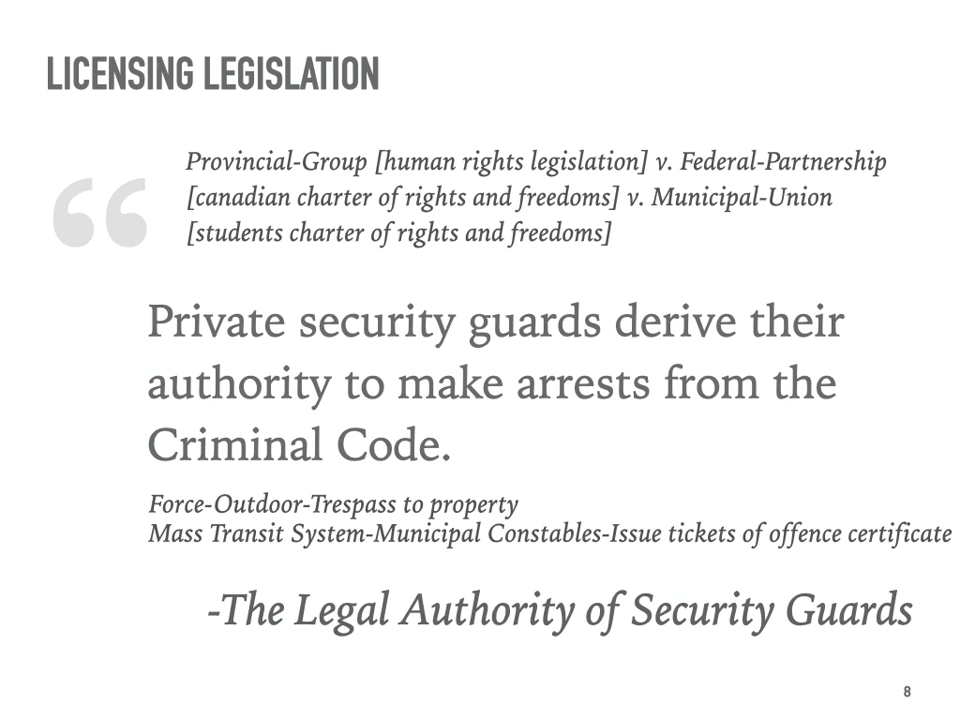 LICENSING LEGISLATION
“
Provincial-Group [human rights legislation] v. Federal-Partnership
[canadian charter of rights and freedoms] v. Municipal-Union
[students charter of rights and freedoms]
Private security guards derive their
authority to make arrests from the
Criminal Code.
Force-Outdoor-Trespass to property
Mass Transit System-Municipal Constables-Issue tickets of offence certificate
-The Legal Authority of Security Guards
8